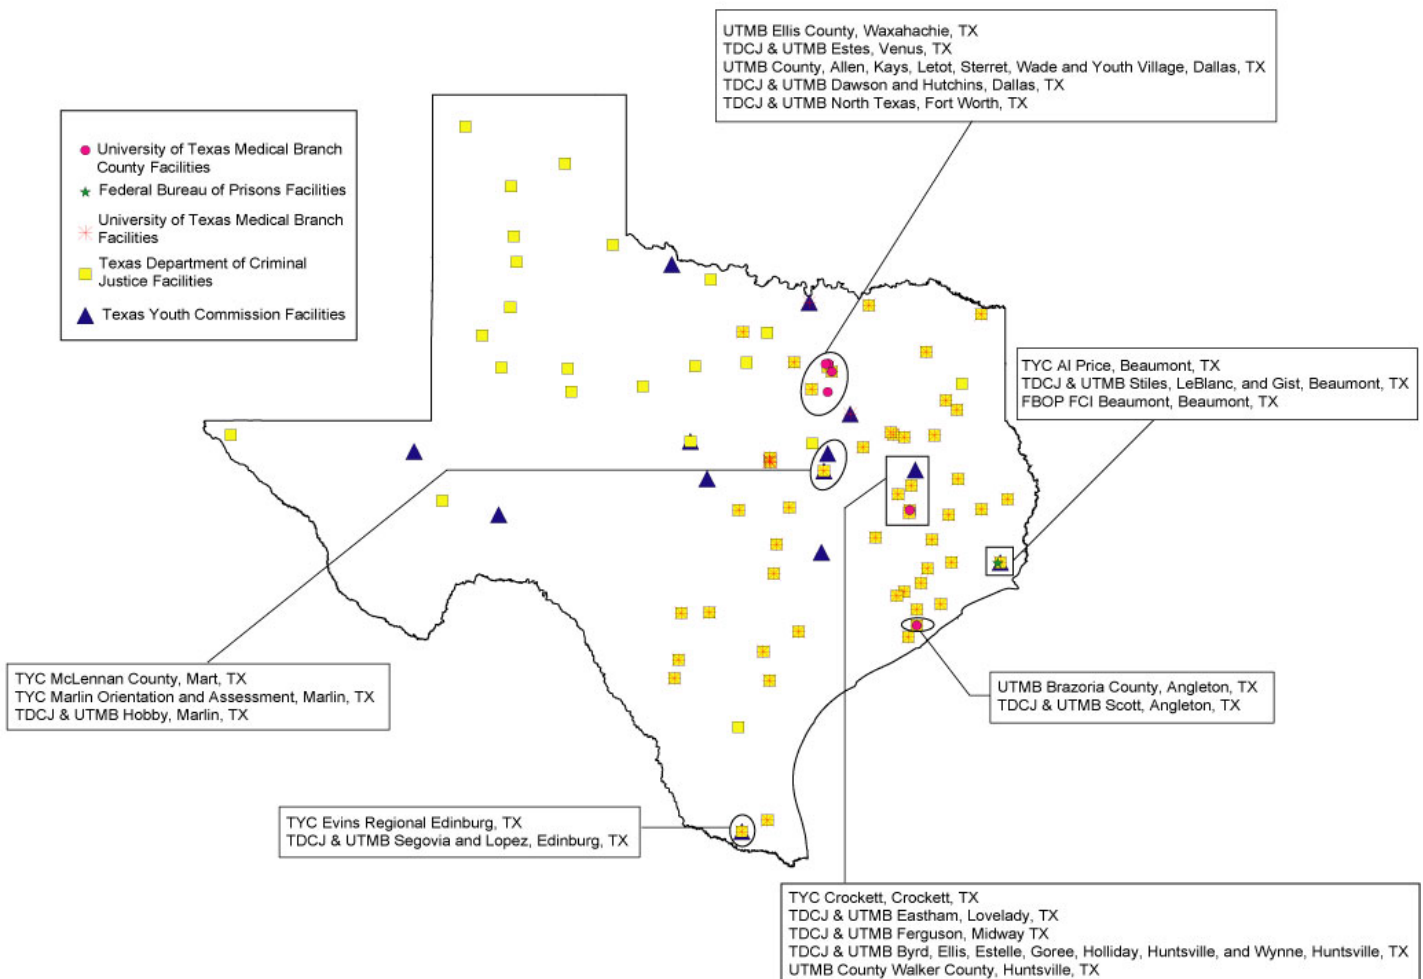 UTMB Ellis County, Waxahachie, TX
TDCJ & UTMB Estes, Venus, TX
UTMB County, Allen, Kays, Letot, Sterret, Wade and Youth Village, Dallas, TX
TDCJ & UTMB Dawson and Hutchins, Dallas, TX
TDCJ & UTMB North Texas, Fort Worth, TX
University of Texas Medical Branch
County Facilities
Federal Bureau of Prisons Facilities
University of Texas Medical Branch
Facilities
Texas Department of Criminal
Justice Facilities
Texas Youth Commission Facilities
TYC Al Price, Beaumont, TX
TDCJ & UTMB Stiles, LeBlanc, and Gist, Beaumont, TX
FBOP FCI Beaumont, Beaumont, TX
TYC McLennan County, Mart, TX
TYC Marlin Orientation and Assessment, Marlin, TX
TDCJ & UTMB Hobby, Marlin, TX
UTMB Brazoria County, Angleton, TX
TDCJ & UTMB Scott, Angleton, TX
TYC Evins Regional Edinburg, TX
TDCJ & UTMB Segovia and Lopez, Edinburg, TX
TYC Crockett, Crockett, TX
TDCJ & UTMB Eastham, Lovelady, TX
TDCJ & UTMB Ferguson, Midway TX
TDCJ & UTMB Byrd, Ellis, Estelle, Goree, Holliday, Huntsville, and Wynne, Huntsville, TX
UTMB County Walker County, Huntsville, TX